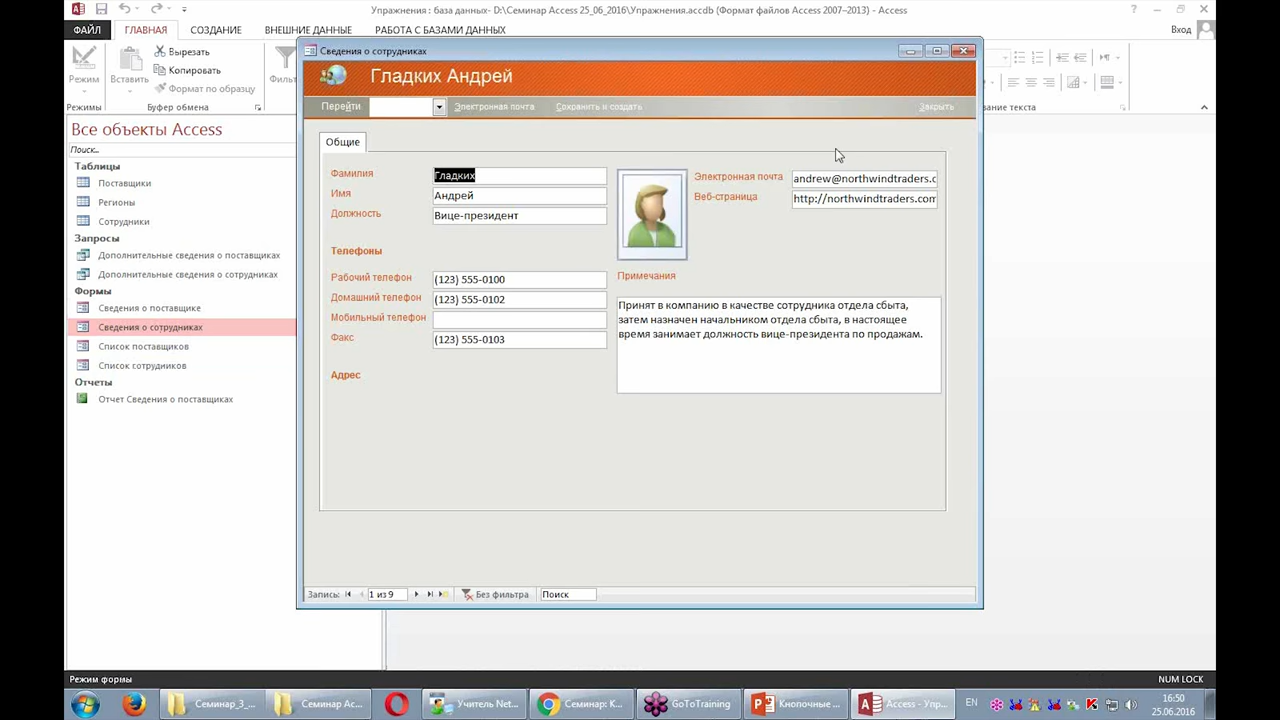 Упражнения : база данных- D:\Семинар Access 25_06_2016\Упражнения.accdb (Формат файлов Access 2007–2013) - Access
ФАЙЛ ГЛАВНАЯ СОЗДАНИЕ ВНЕШНИЕ ДАННЫЕ РАБОТА С БАЗАМИ ДАННЫХ Вход
Режим
Режимы
Вставить
Вырезать
Копировать
Формат по образцу
Буфер обмена
Фильт
ание текста
Все объекты Access
Поиск...
Таблицы
Поставщики
Регионы
Сотрудники
Запросы
Дополнительные сведения о поставщиках
Дополнительные сведения о сотрудниках
Формы
Сведения о поставщике
Сведения о сотрудниках
Список поставщиков
Список сотрудников
Отчеты
Отчет Сведения о поставщиках
Сведения о сотрудниках
Гладких Андрей
Перейти Электронная почта Сохранить и создать Закрыть
Общие
Фамилия Гладких
Имя Андрей
Должность Вице-президент
Телефоны
Рабочий телефон (123) 555-0100
Домашний телефон (123) 555-0102
Мобильный телефон
Факс (123) 555-0103
Адрес
Электронная почта andrew@northwindtraders.c
Веб-страница http://northwindtraders.com
Примечания
Принят в компанию в качестве сотрудника отдела сбыта,
затем назначен начальником отдела сбыта, в настоящее
время занимает должность вице-президента по продажам.
Запись: 1 из 9 Без фильтра Поиск
Режим формы NUM LOCK
Семинар_3_... Семинар Ac... Учитель Net... Семинар: К... GoToTraining Кнопочные ... Access - Упр... EN 16:50
25.06.2016